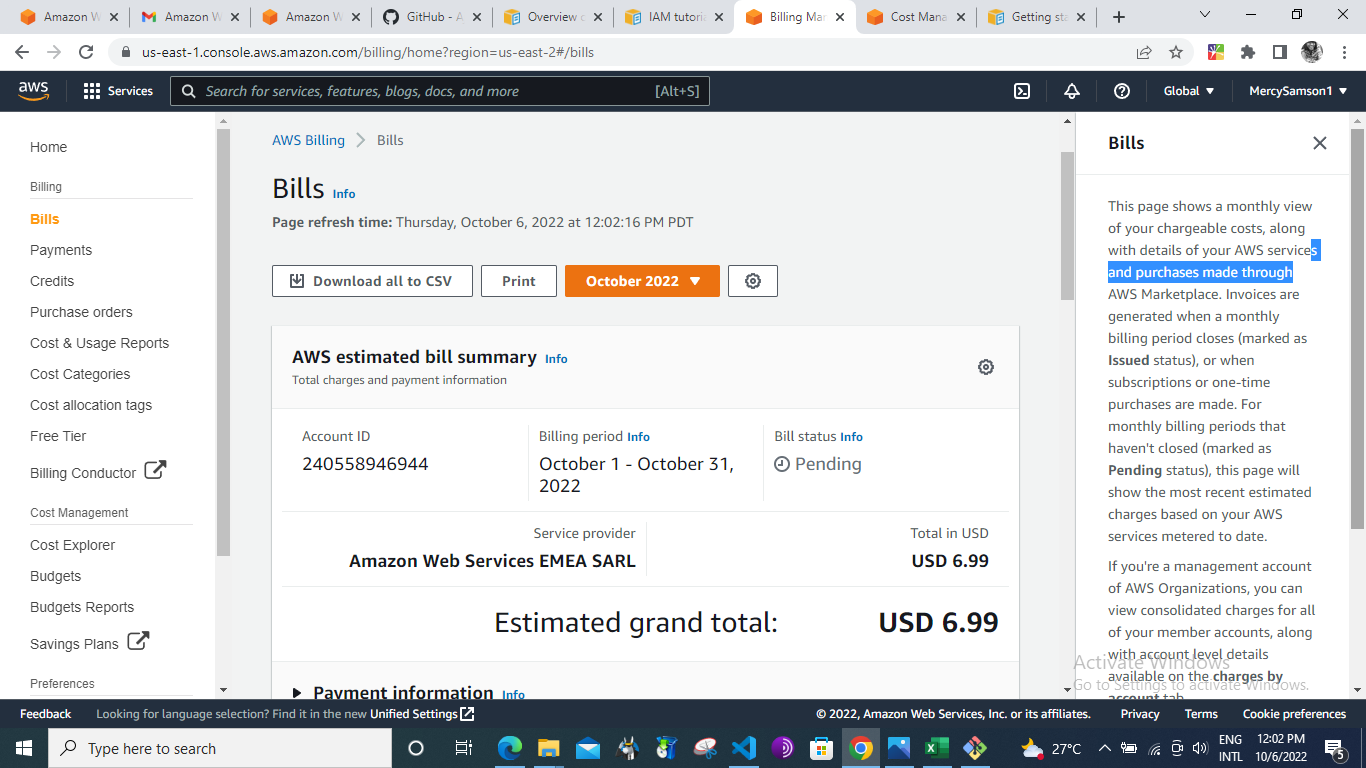 Amazon W
Amazon W
Amazon W
GitHub - A
Overview o
IAM tutoria
Billing Man
Cost Mana
Getting sta
us-east-1.console.aws.amazon.com/billing/home?region=us-east-2#/bills
aws
Services
Search for services, features, blogs, docs, and more
[Alt+S]
Global
MercySamson1
Home
Billing
Bills
Payments
Credits
Purchase orders
Cost & Usage Reports
Cost Categories
Cost allocation tags
Free Tier
Billing Conductor
Cost Management
Cost Explorer
Budgets
Budgets Reports
Savings Plans
Preferences
AWS Billing
Bills
Bills Info
Page refresh time: Thursday, October 6, 2022 at 12:02:16 PM PDT
Download all to CSV
Print
October 2022
AWS estimated bill summary Info
Total charges and payment information
Account ID
240558946944
Billing period Info
October 1 - October 31,
2022
Bill status Info
Pending
Service provider
Amazon Web Services EMEA SARL
Total in USD
USD 6.99
Estimated grand total:
USD 6.99
Payment information Info
Bills
This page shows a monthly view
of your chargeable costs, along
with details of your AWS services
and purchases made through
AWS Marketplace. Invoices are
generated when a monthly
billing period closes (marked as
Issued status), or when
subscriptions or one-time
purchases are made. For
monthly billing periods that
haven't closed (marked as
Pending status), this page will
show the most recent estimated
charges based on your AWS
services metered to date.
If you're a management account
of AWS Organizations, you can
view consolidated charges for all
of your member accounts, along
with account level details
available on the charges by
account tab.
Activate Windows
Go to Settings to activate Windows.
Feedback
Looking for language selection? Find it in the new Unified Settings
© 2022, Amazon Web Services, Inc. or its affiliates.
Privacy
Terms
Cookie preferences
Type here to search
27°C
ENG
INTL
12:02 PM
10/6/2022
5